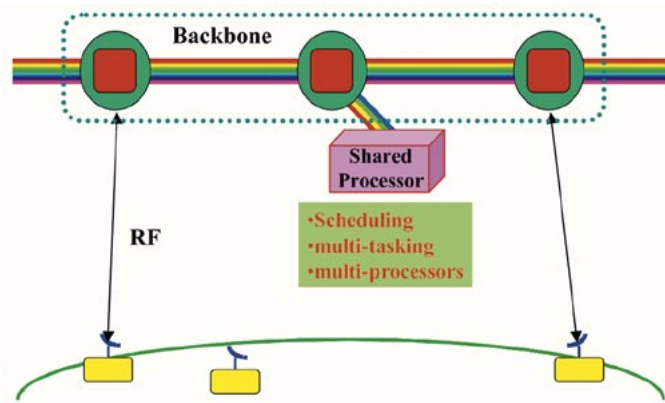 Backbone
Shared
Processor
•Scheduling
•multi-tasking
•multi-processors
RF